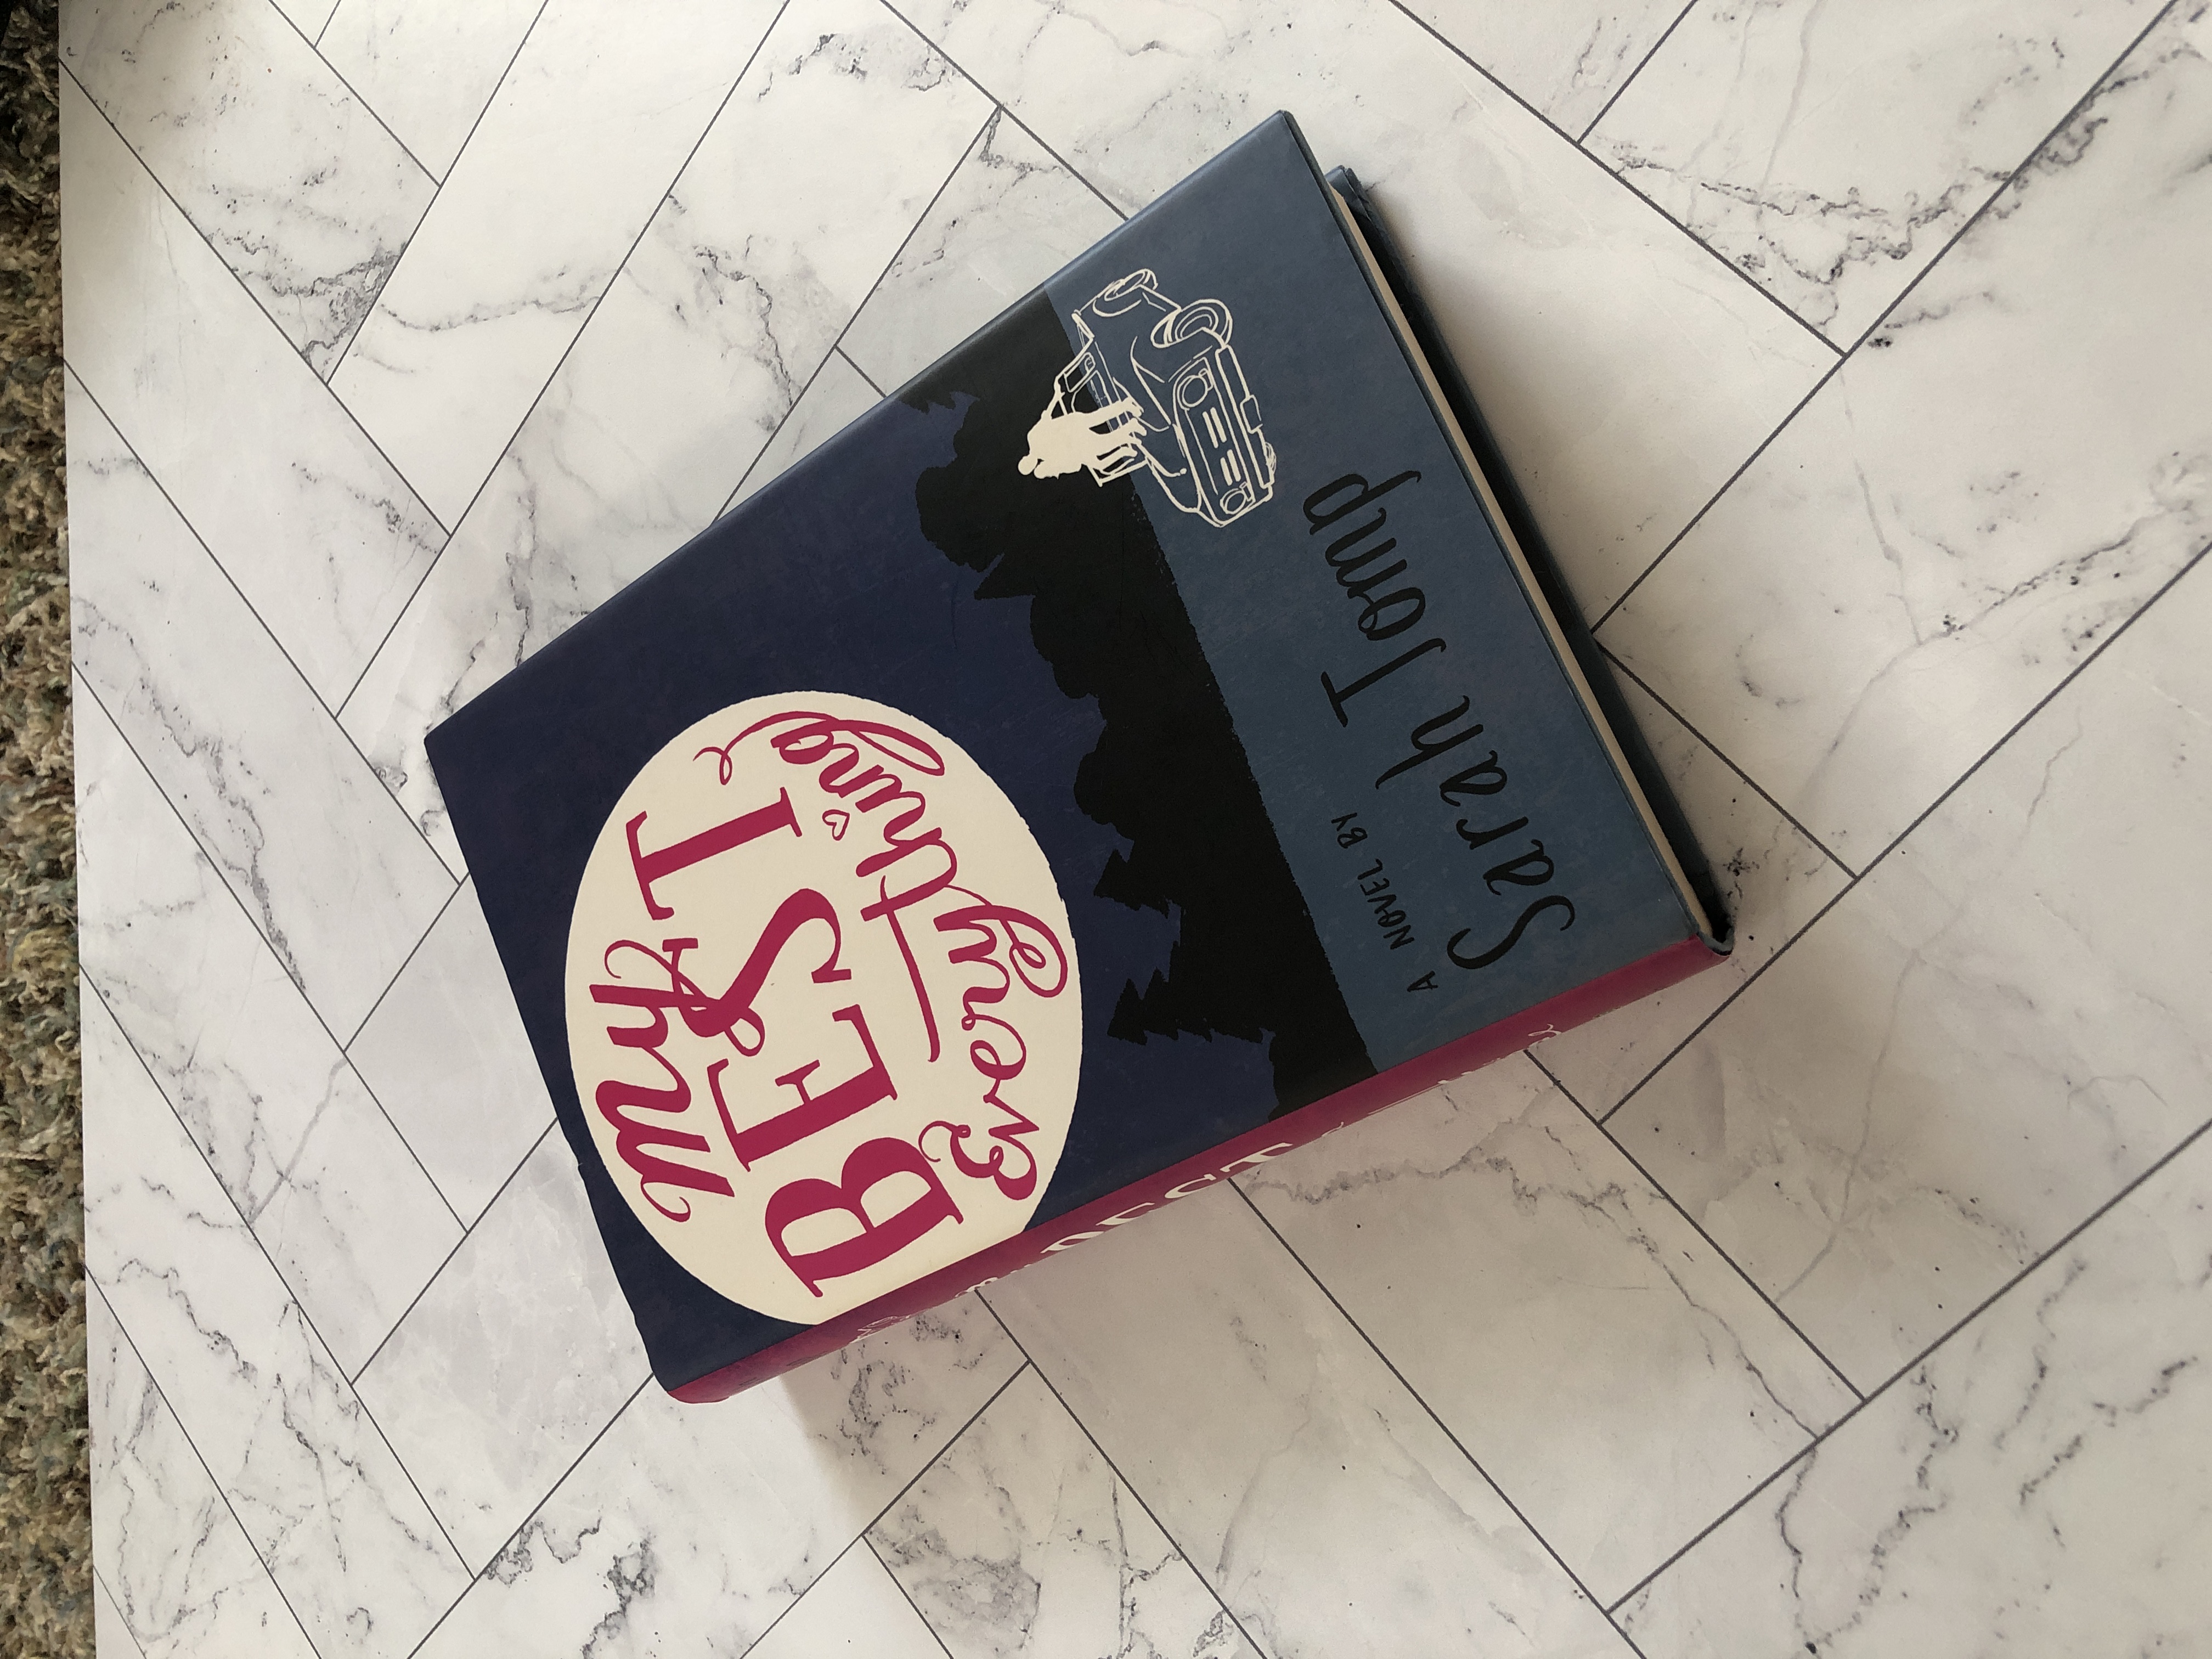 my
BEST
Everything
A NOVEL BY
Sarah Tomp